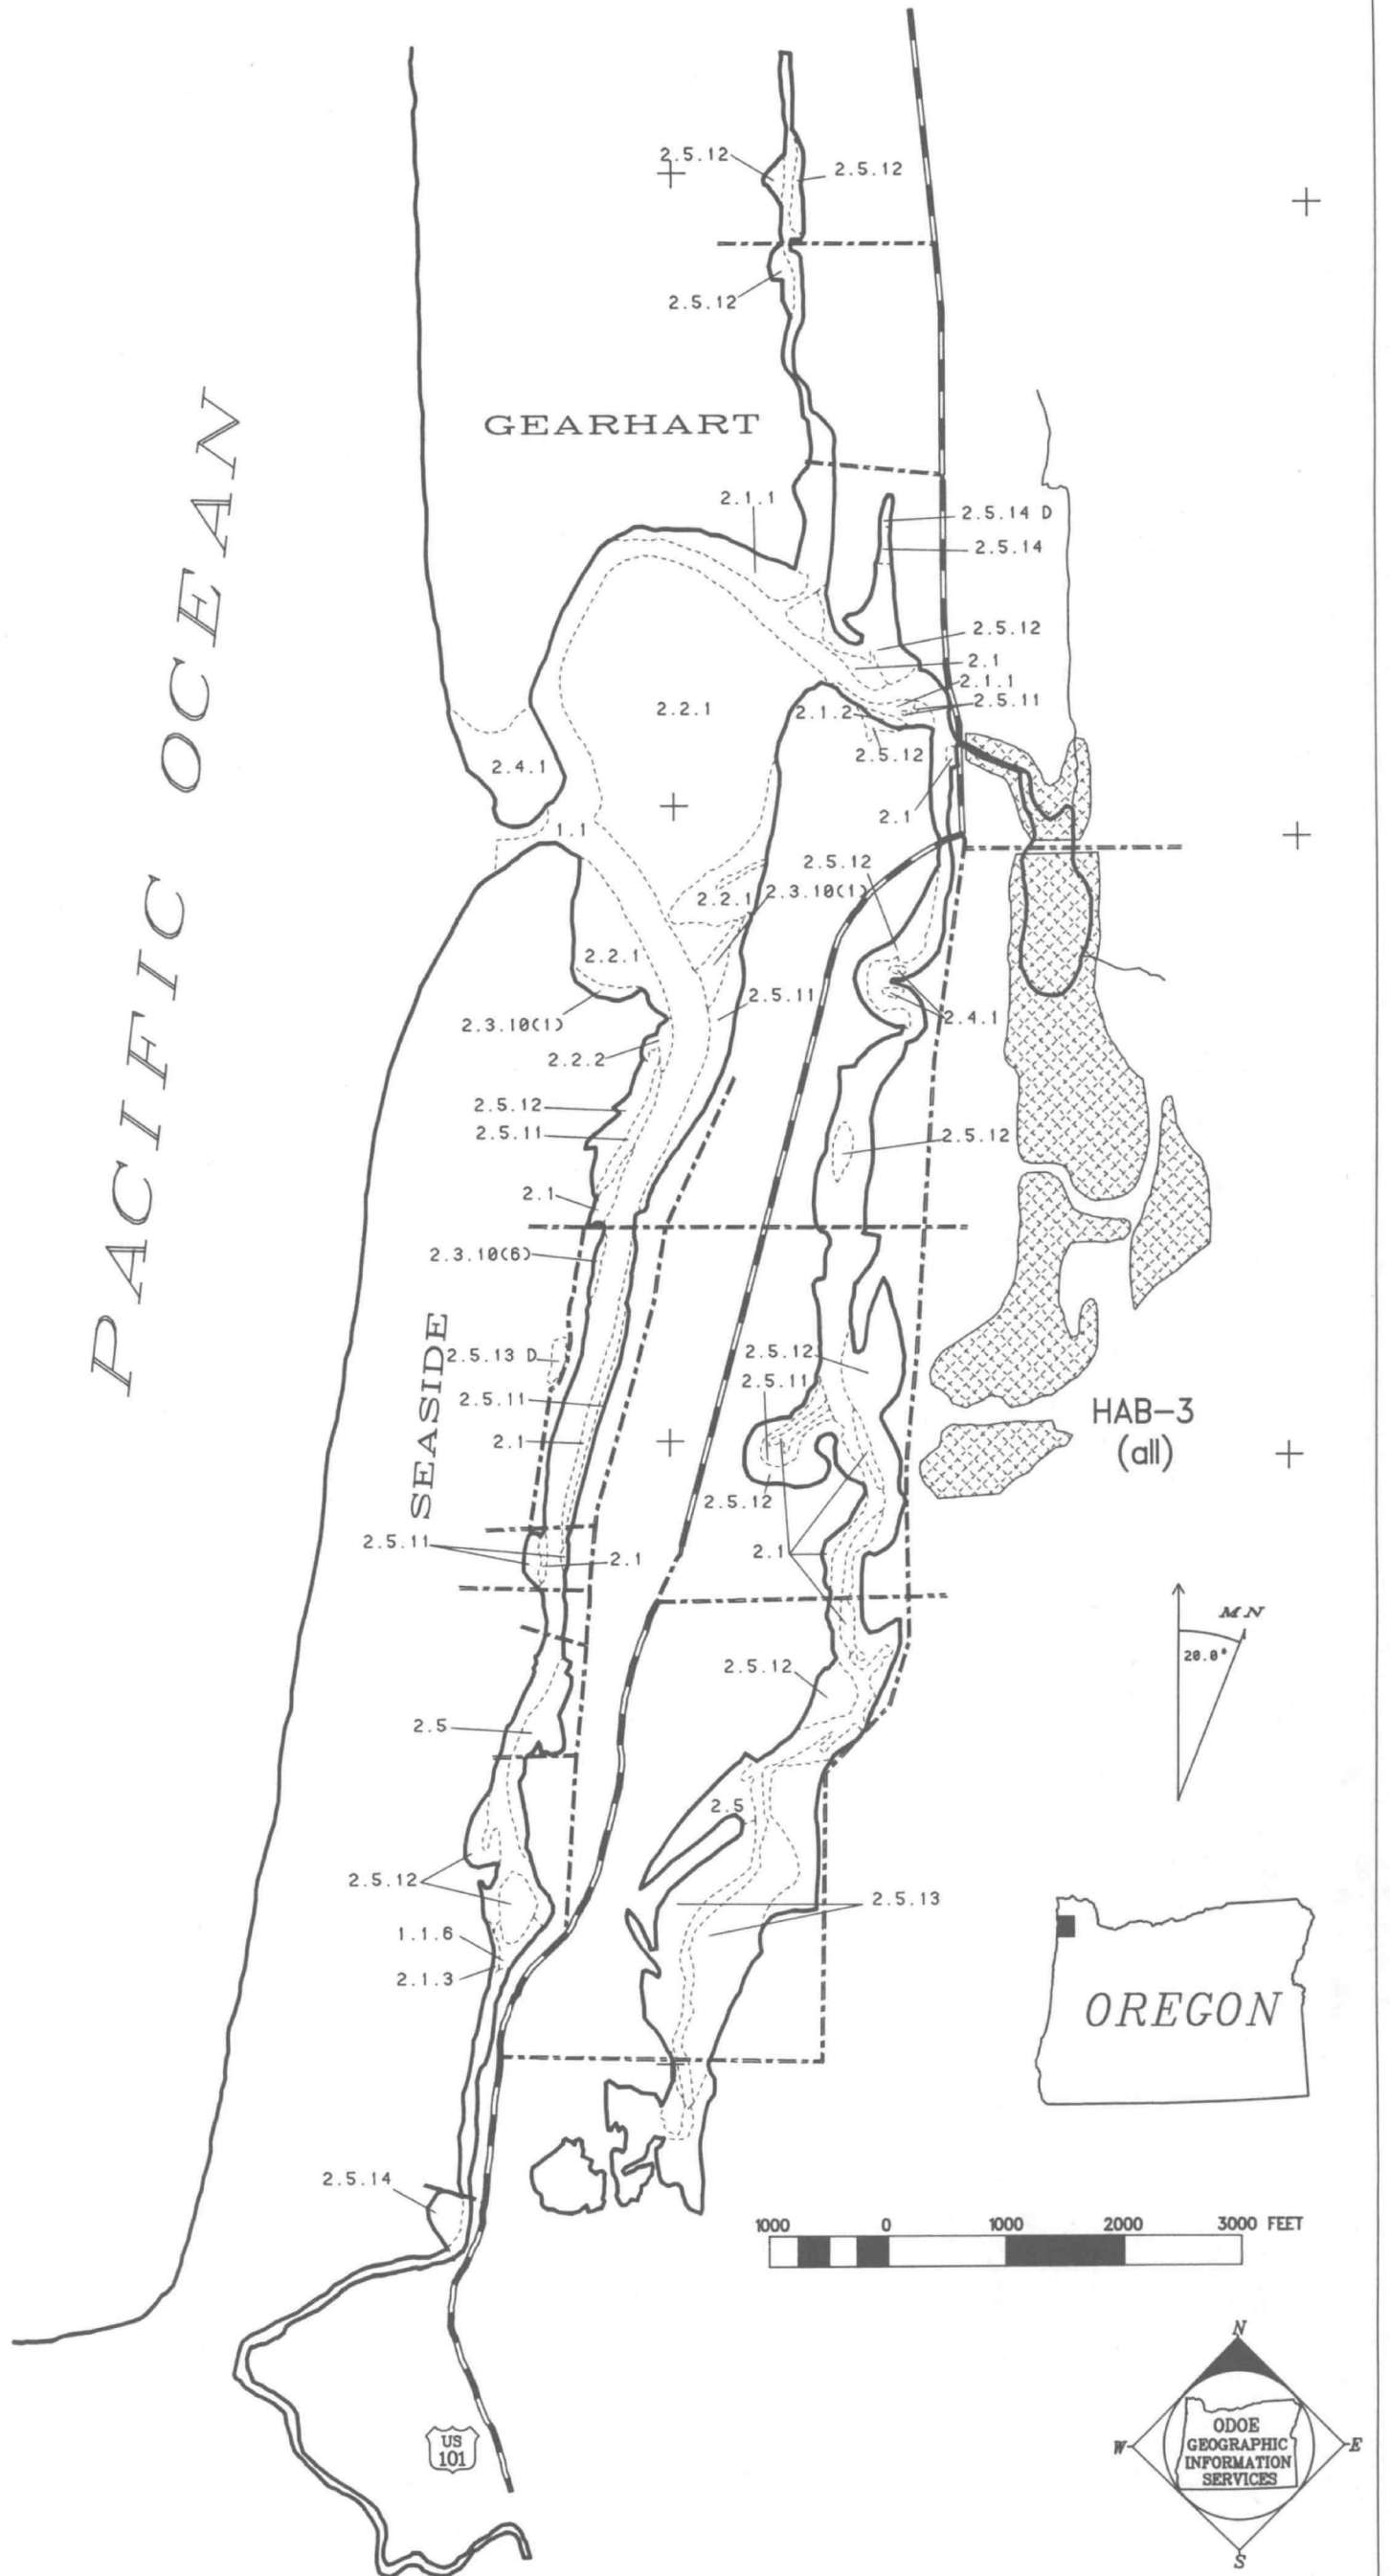 2.5.12
2.5.12
2.5.12
GEARHART
2.1.1
2.5.14 D
2.5.14
2.5.12
2.1
2.1.1
2.5.11
2.2.1
2.1.2
2.5.12
2.4.1
2.1
1.1
2.5.12
2.2.1
2.3.10(1)
2.2.1
2.5.11
2.3.10(1)
2.4.1
2.2.2
2.5.12
2.5.11
2.5.12
2.1
2.3.10(6)
PACIFIC OCEAN
SEASIDE
2.5.13 D
2.5.12
2.5.11
2.5.11
2.1
HAB-3
(all)
2.5.12
2.5.11
2.1
2.1
MN
20.0°
2.5.12
2.5
2.5
2.5.12
2.5.13
1.1.6
2.1.3
OREGON
2.5.14
1000 0 1000 2000 3000 FEET
US
101
N
W
E
S
ODOE
GEOGRAPHIC
INFORMATION
SERVICES